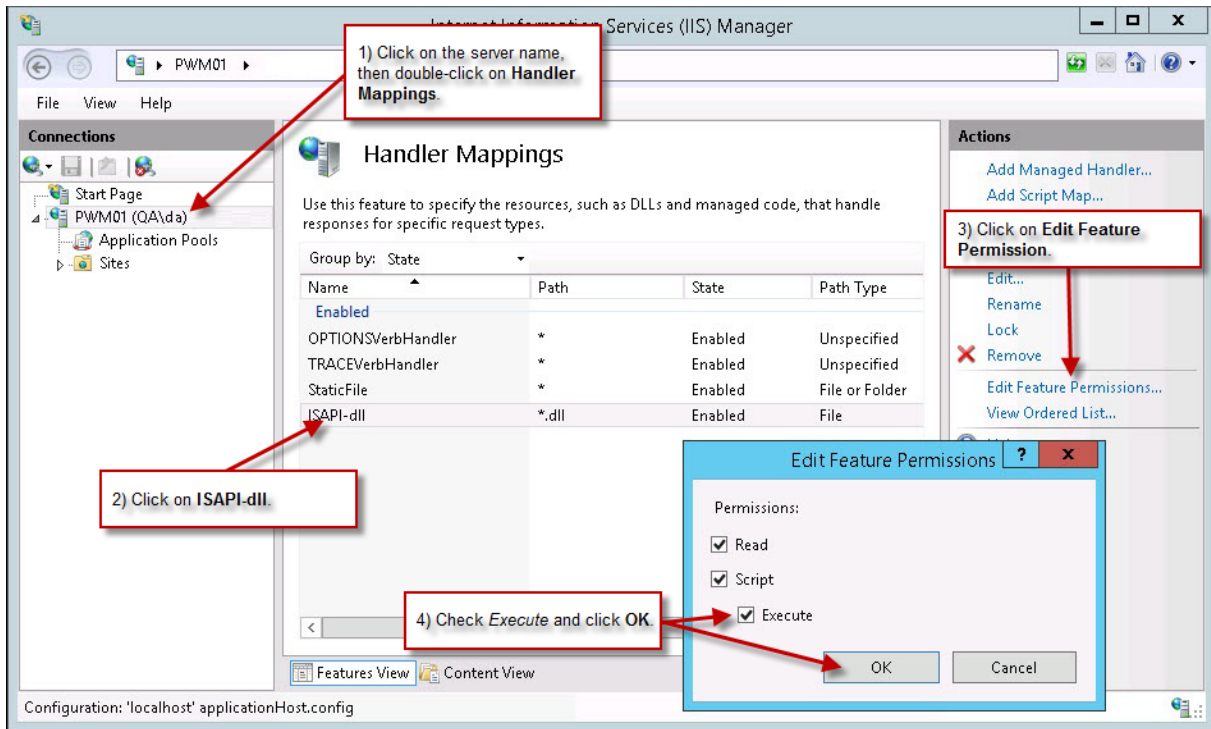 Internet Information Services (IIS) Manager
PWM01
File View Help
1) Click on the server name,
then double-click on Handler
Mappings.
Connections
Start Page
PWM01 (QA\da)
Application Pools
Sites
2) Click on ISAPI-dll.
Handler Mappings
Use this feature to specify the resources, such as DLLs and managed code, that handle
responses for specific request types.
Group by: State
Name Path State Path Type
Enabled
OPTIONSVerbHandler * Enabled Unspecified
TRACEVerbHandler * Enabled Unspecified
StaticFile * Enabled File or Folder
ISAPI-dll *.dll Enabled File
Actions
Add Managed Handler...
Add Script Map...
3) Click on Edit Feature
Permission.
Edit...
Rename
Lock
Remove
Edit Feature Permissions...
View Ordered List...
Edit Feature Permissions ? x
Permissions:
Read
Script
Execute
4) Check Execute and click OK.
OK Cancel
Features View Content View
Configuration: 'localhost' applicationHost.config